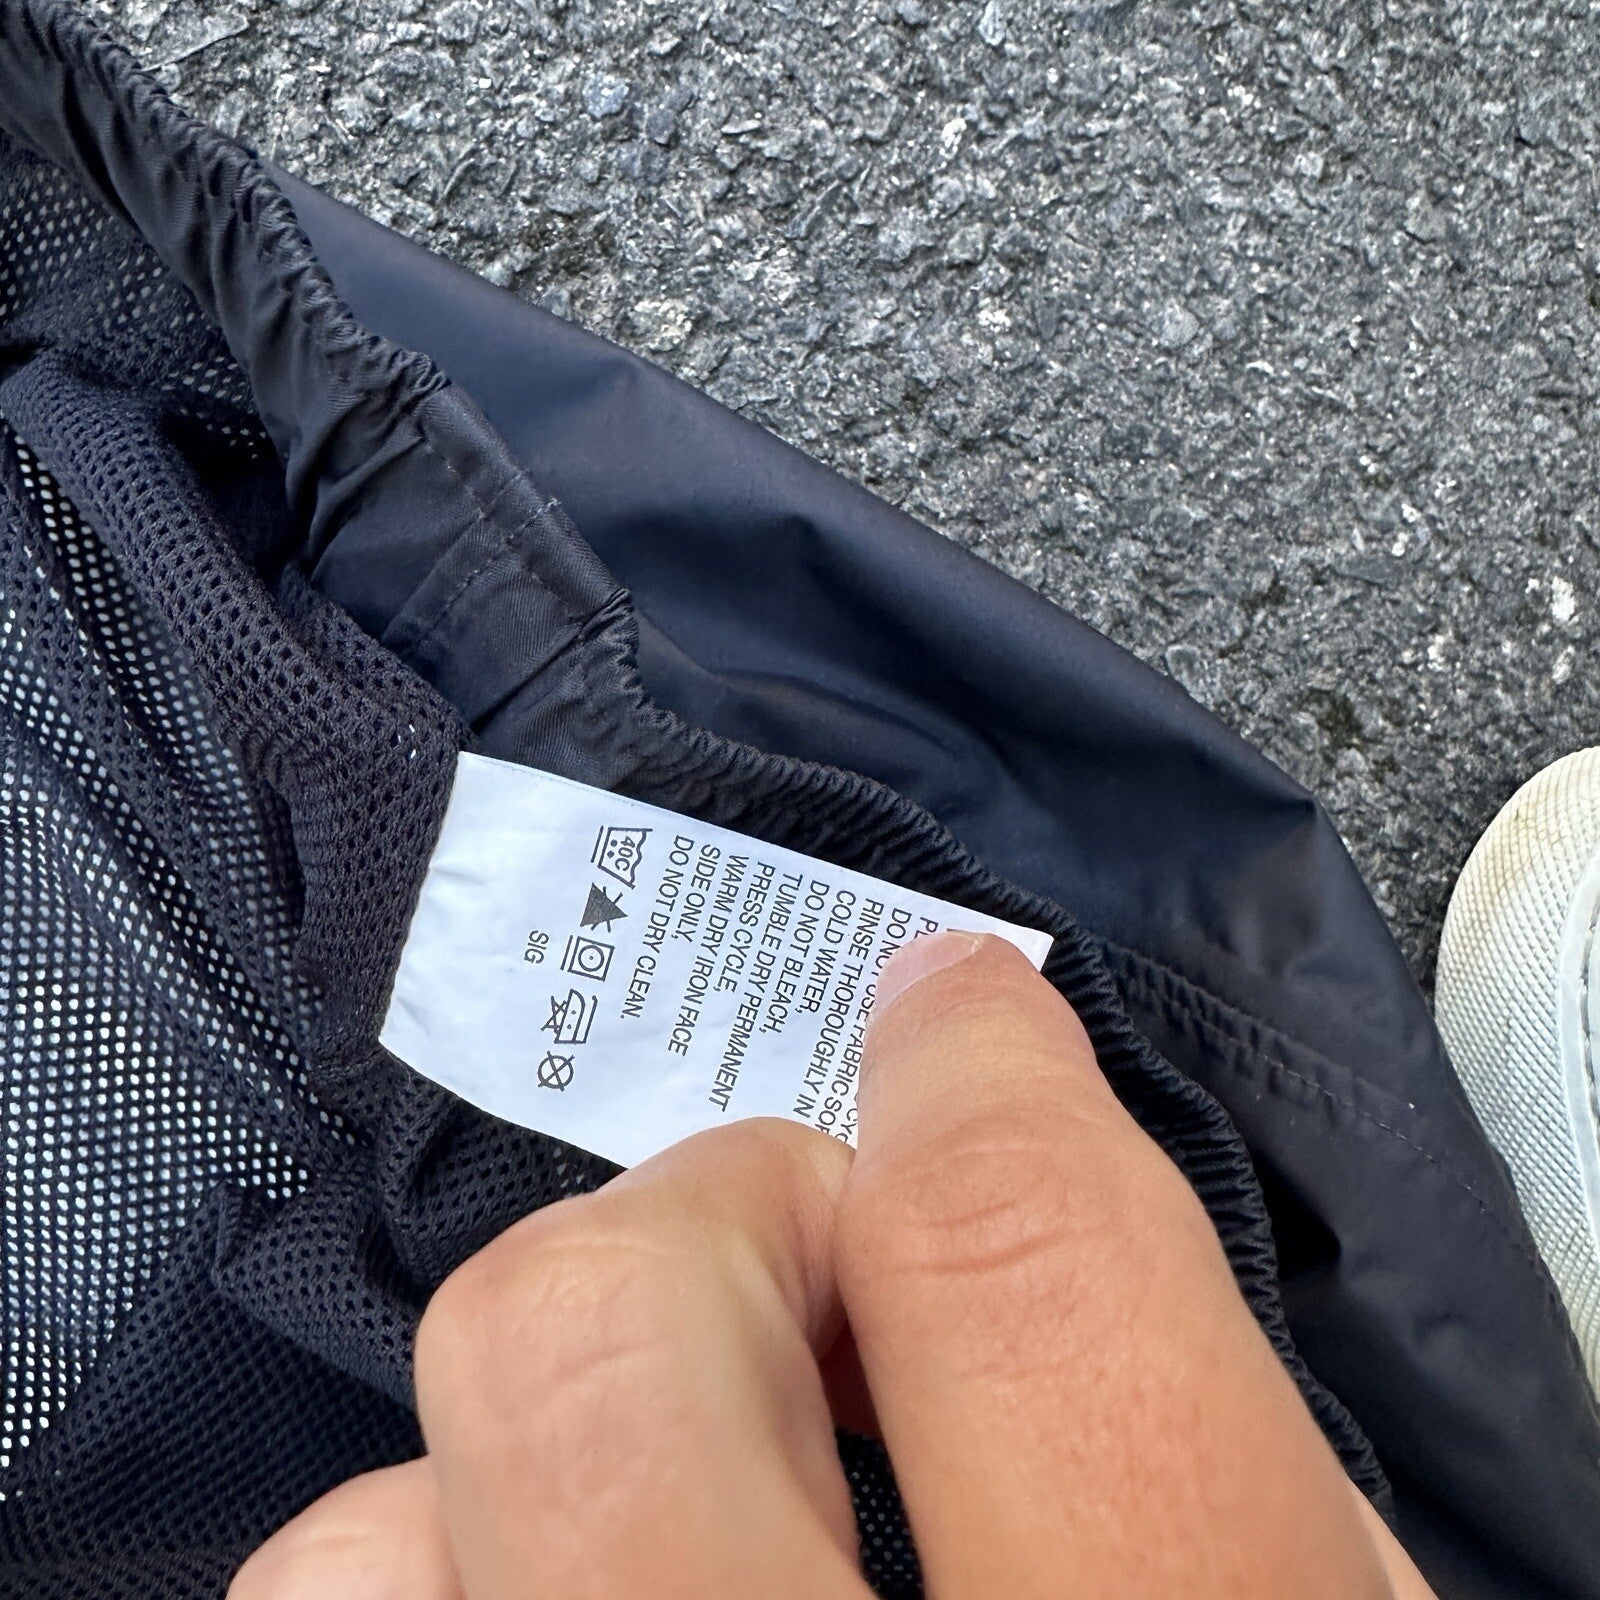 DO NOT USE FABRIC
RINSE THOROUGHLY IN
COLD WATER,
DO NOT BLEACH,
TUMBLE DRY PERMANENT
PRESS CYCLE,
WARM DRY IRON FACE
SIDE ONLY,
DO NOT DRY CLEAN.
40C
SIG